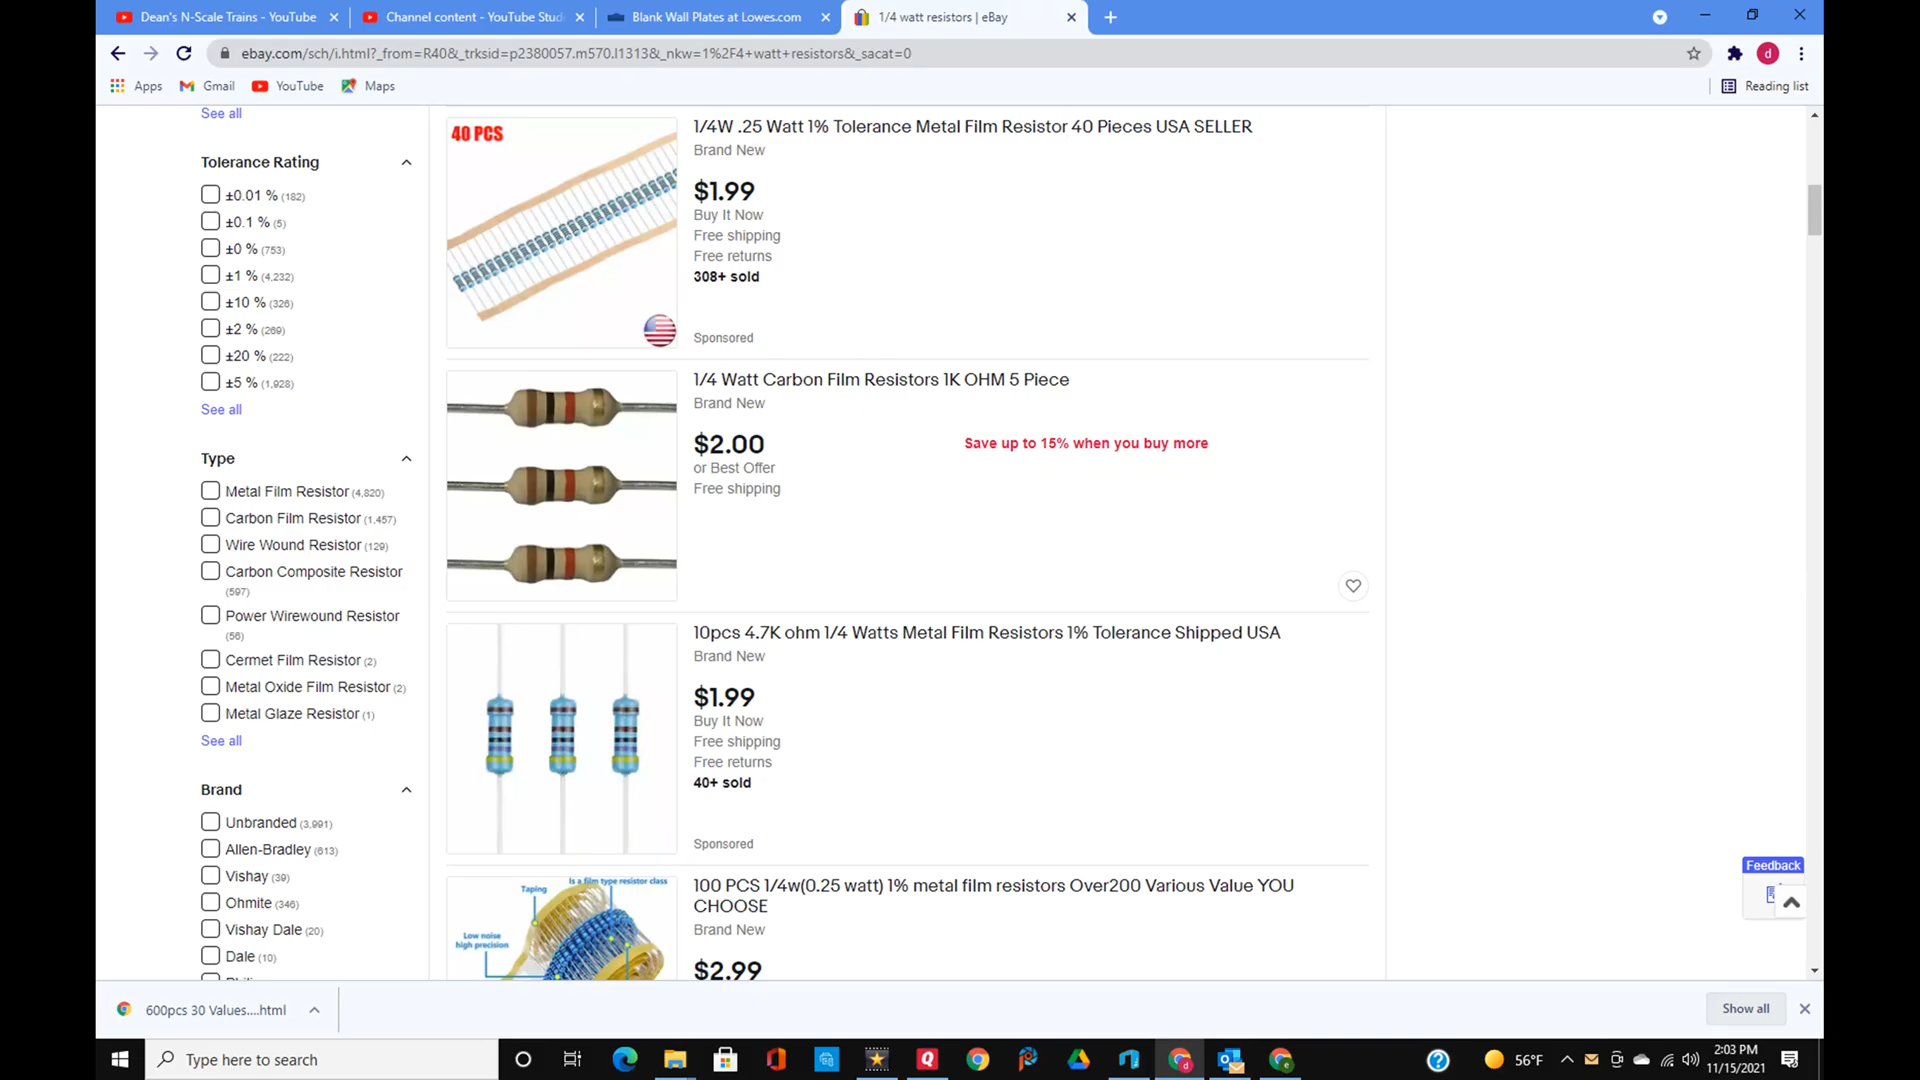 Dean's N-Scale Trains - YouTube
Channel content - YouTube Studi
Blank Wall Plates at Lowes.com
1/4 watt resistors | eBay
d
ebay.com/sch/i.html?_from=R40&_trksid=p2380057.m570.l1313&_nkw=1%2F4+watt+resistors&_sacat=0
Apps
Gmail
YouTube
Maps
Reading list
See all
Tolerance Rating
±0.01 % (182)
±0.1 % (5)
±0 % (753)
±1 % (4,232)
±10 % (326)
±2 % (269)
±20 % (222)
±5 % (1,928)
See all
Type
Metal Film Resistor (4,820)
Carbon Film Resistor (1,457)
Wire Wound Resistor (129)
Carbon Composite Resistor
(597)
Power Wirewound Resistor
(56)
Cermet Film Resistor (2)
Metal Oxide Film Resistor (2)
Metal Glaze Resistor (1)
See all
Brand
Unbranded (3,991)
Allen-Bradley (613)
Vishay (39)
Ohmite (346)
Vishay Dale (20)
Dale (10)
40 PCS
1/4W .25 Watt 1% Tolerance Metal Film Resistor 40 Pieces USA SELLER
Brand New
$1.99
Buy It Now
Free shipping
Free returns
308+ sold
Sponsored
1/4 Watt Carbon Film Resistors 1K OHM 5 Piece
Brand New
$2.00
Save up to 15% when you buy more
or Best Offer
Free shipping
10pcs 4.7K ohm 1/4 Watts Metal Film Resistors 1% Tolerance Shipped USA
Brand New
$1.99
Buy It Now
Free shipping
Free returns
40+ sold
Sponsored
Taping
Is a film type resistor class
Low noise
high precision
100 PCS 1/4w(0.25 watt) 1% metal film resistors Over200 Various Value YOU
CHOOSE
Brand New
$2.99
Feedback
600pcs 30 Values....html
Show all
Type here to search
56°F
2:03 PM
11/15/2021